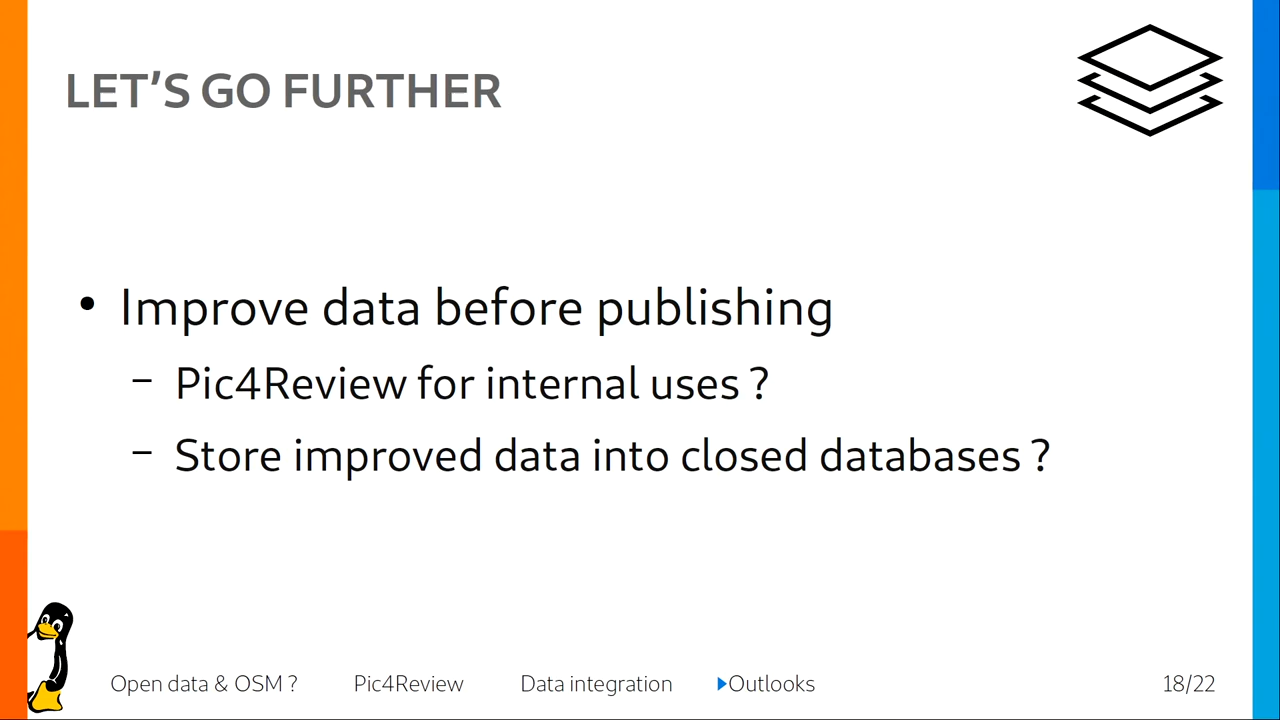 LET’S GO FURTHER
• Improve data before publishing
– Pic4Review for internal uses ?
– Store improved data into closed databases ?
Open data & OSM ? Pic4Review Data integration Outlooks 18/22